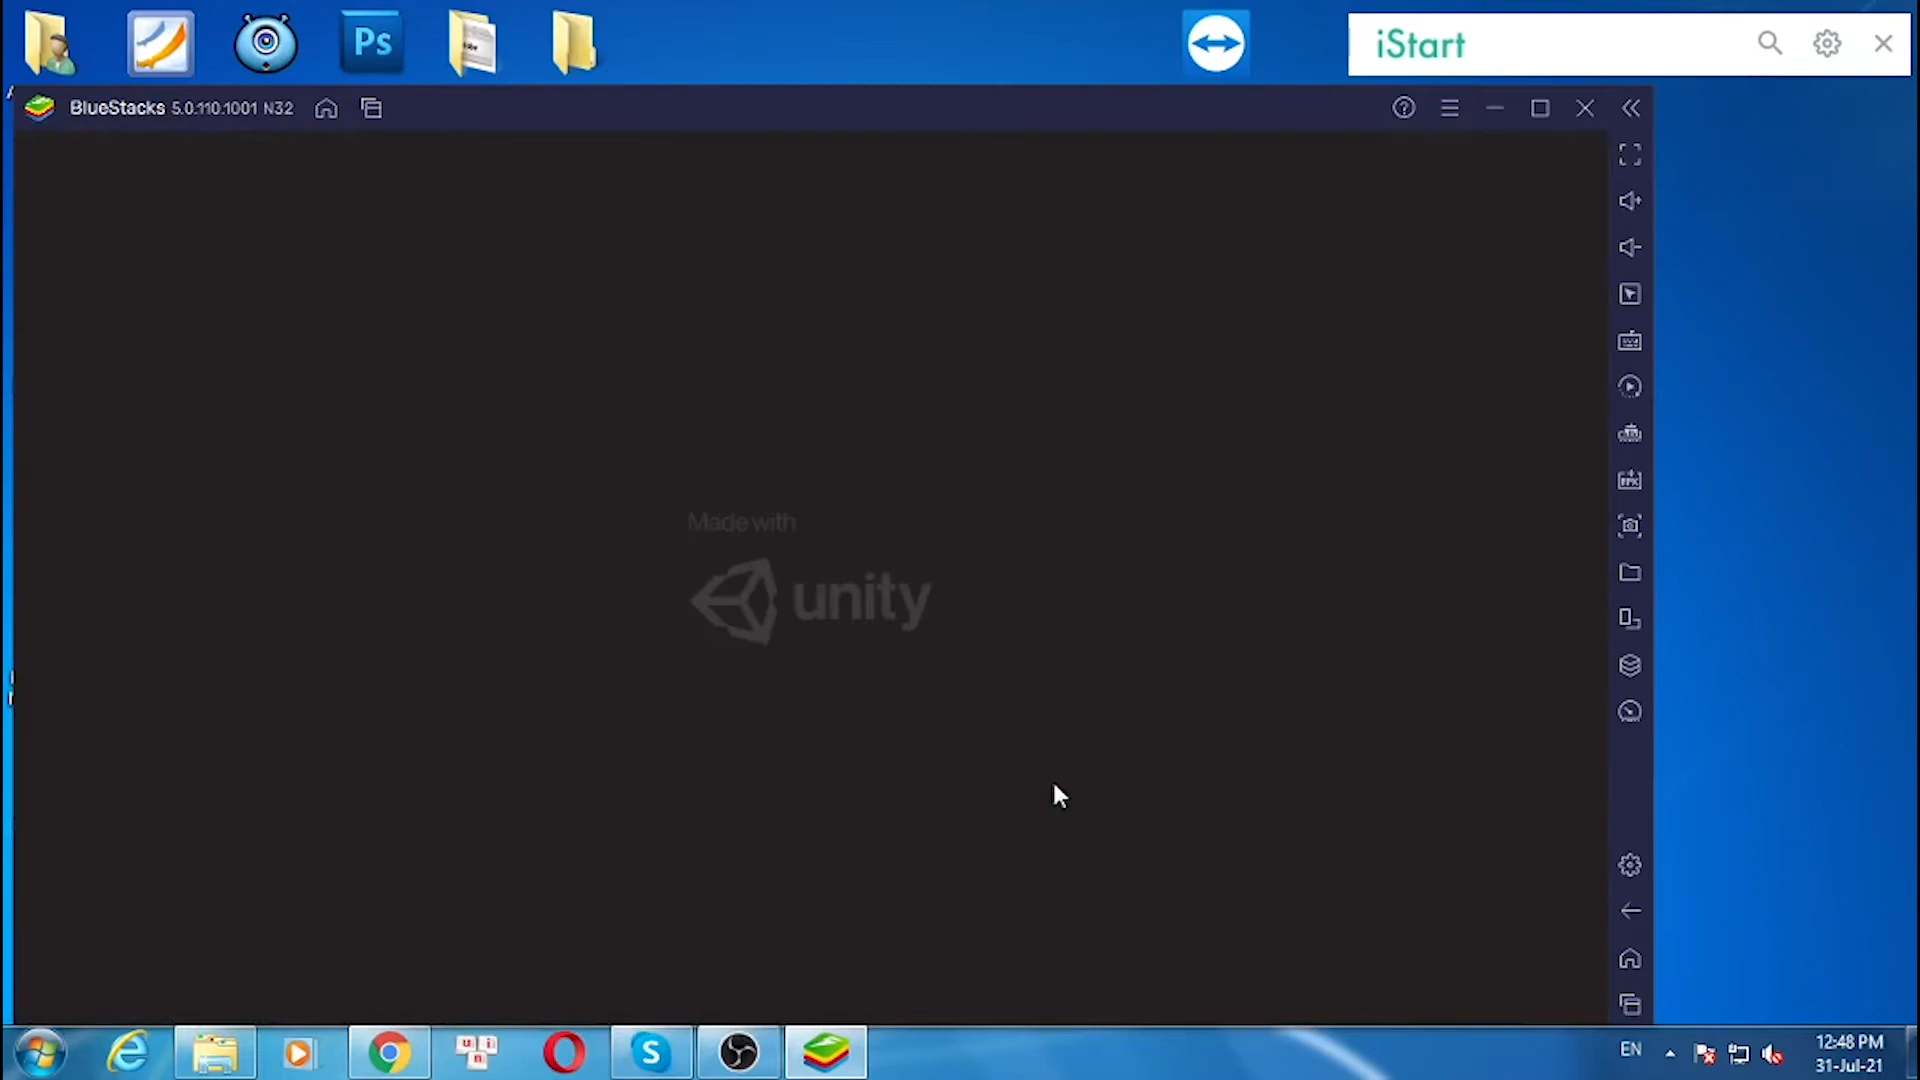 Ps
iStart
BlueStacks 5.0.110.1001 N32
Made with
unity
u n i
S
EN
12:48 PM
31-Jul-21